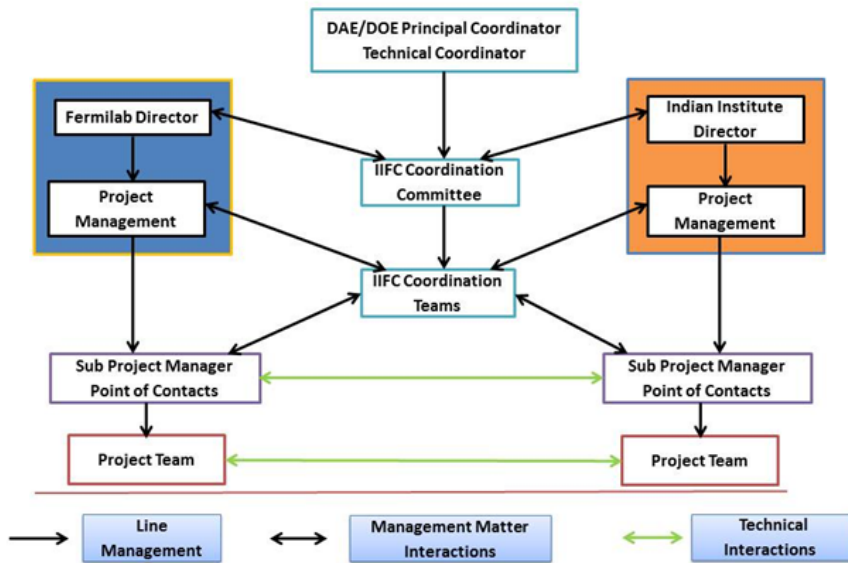 DAE/DOE Principal Coordinator
Technical Coordinator
Fermilab Director
Indian Institute
Director
IIFC Coordination
Committee
Project
Management
Project
Management
IIFC Coordination
Teams
Sub Project Manager
Point of Contacts
Sub Project Manager
Point of Contacts
Project Team
Project Team
Line
Management
Management Matter
Interactions
Technical
Interactions